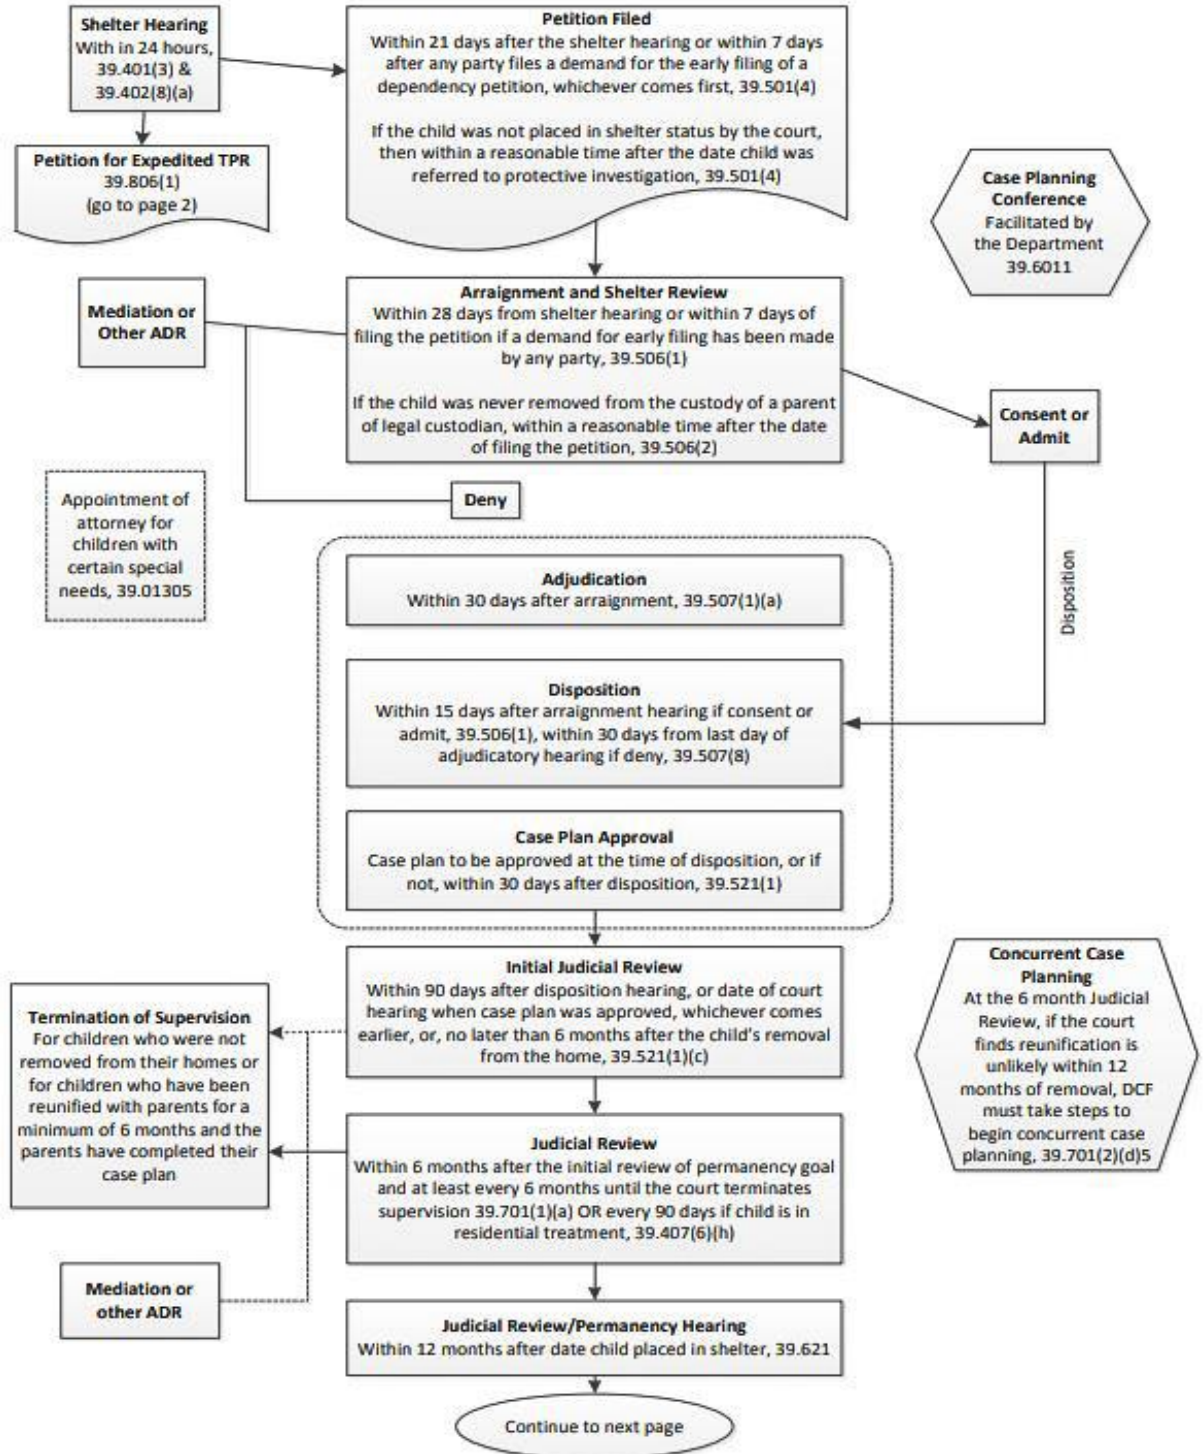 Shelter Hearing
With in 24 hours,
39.401(3) &
39.402(8)(a)
Petition Filed
Within 21 days after the shelter hearing or within 7 days
after any party files a demand for the early filing of a
dependency petition, whichever comes first, 39.501(4)
If the child was not placed in shelter status by the court,
then within a reasonable time after the date child was
referred to protective investigation, 39.501(4)
Petition for Expedited TPR
39.806(1)
(go to page 2)
Case Planning
Conference
Facilitated by
the Department
39.6011
Mediation or
Other ADR
Arraignment and Shelter Review
Within 28 days from shelter hearing or within 7 days of
filing the petition if a demand for early filing has been made
by any party, 39.506(1)
If the child was never removed from the custody of a parent
of legal custodian, within a reasonable time after the date
of filing the petition, 39.506(2)
Consent or
Admit
Deny
Appointment of
attorney for
children with
certain special
needs, 39.01305
Adjudication
Within 30 days after arraignment, 39.507(1)(a)
Disposition
Disposition
Within 15 days after arraignment hearing if consent or
admit, 39.506(1), within 30 days from last day of
adjudicatory hearing if deny, 39.507(8)
Case Plan Approval
Case plan to be approved at the time of disposition, or if
not, within 30 days after disposition, 39.521(1)
Initial Judicial Review
Within 90 days after disposition hearing, or date of court
hearing when case plan was approved, whichever comes
earlier, or, no later than 6 months after the child's removal
from the home, 39.521(1)(c)
Concurrent Case
Planning
At the 6 month Judicial
Review, if the court
finds reunification is
unlikely within 12
months of removal, DCF
must take steps to
begin concurrent case
planning, 39.701(2)(d)5
Termination of Supervision
For children who were not
removed from their homes or
for children who have been
reunified with parents for a
minimum of 6 months and the
parents have completed their
case plan
Judicial Review
Within 6 months after the initial review of permanency goal
and at least every 6 months until the court terminates
supervision 39.701(1)(a) OR every 90 days if child is in
residential treatment, 39.407(6)(h)
Mediation or
other ADR
Judicial Review/Permanency Hearing
Within 12 months after date child placed in shelter, 39.621
Continue to next page